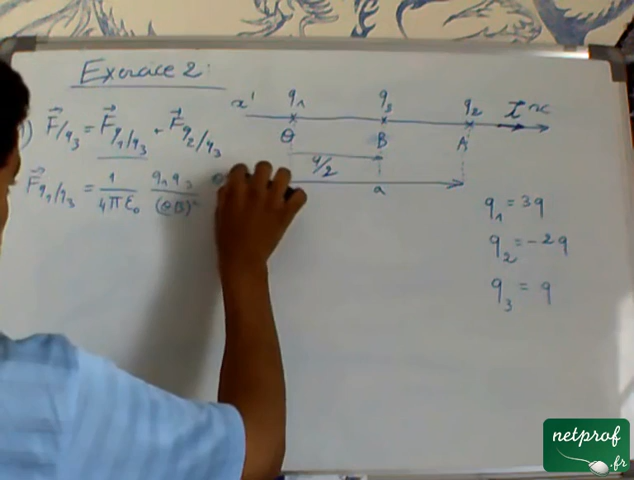 Exercice 2:
x' q₁ q₃ q₂ i⃗ x
O B A
a/2
a
1) F⃗/q₃ = F⃗q₁/q₃ + F⃗q₂/q₃
F⃗q₁/q₃ = 1/4πε₀ q₁q₃/(OB)²
q₁ = 3q
q₂ = -2q
q₃ = q
netprof
.fr